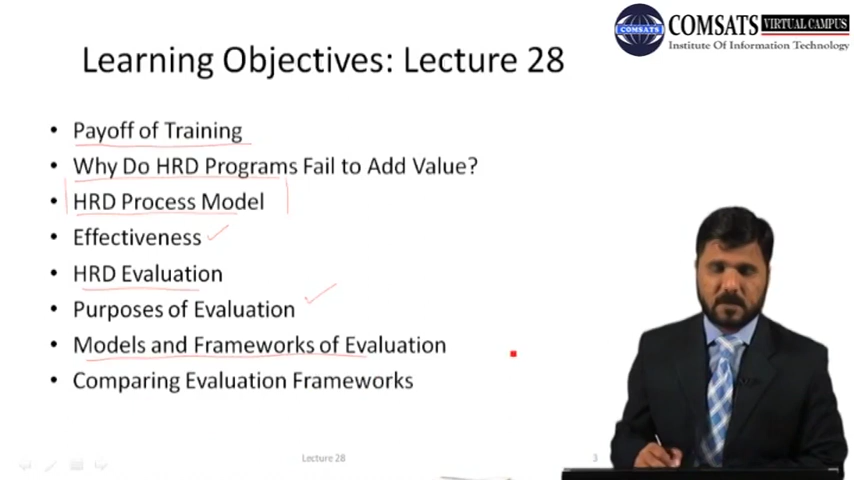 COMSATS
COMSATS VIRTUAL CAMPUS
Institute Of Information Technology
Learning Objectives: Lecture 28
• Payoff of Training
• Why Do HRD Programs Fail to Add Value?
• HRD Process Model
• Effectiveness
• HRD Evaluation
• Purposes of Evaluation
• Models and Frameworks of Evaluation
• Comparing Evaluation Frameworks
Lecture 28
3